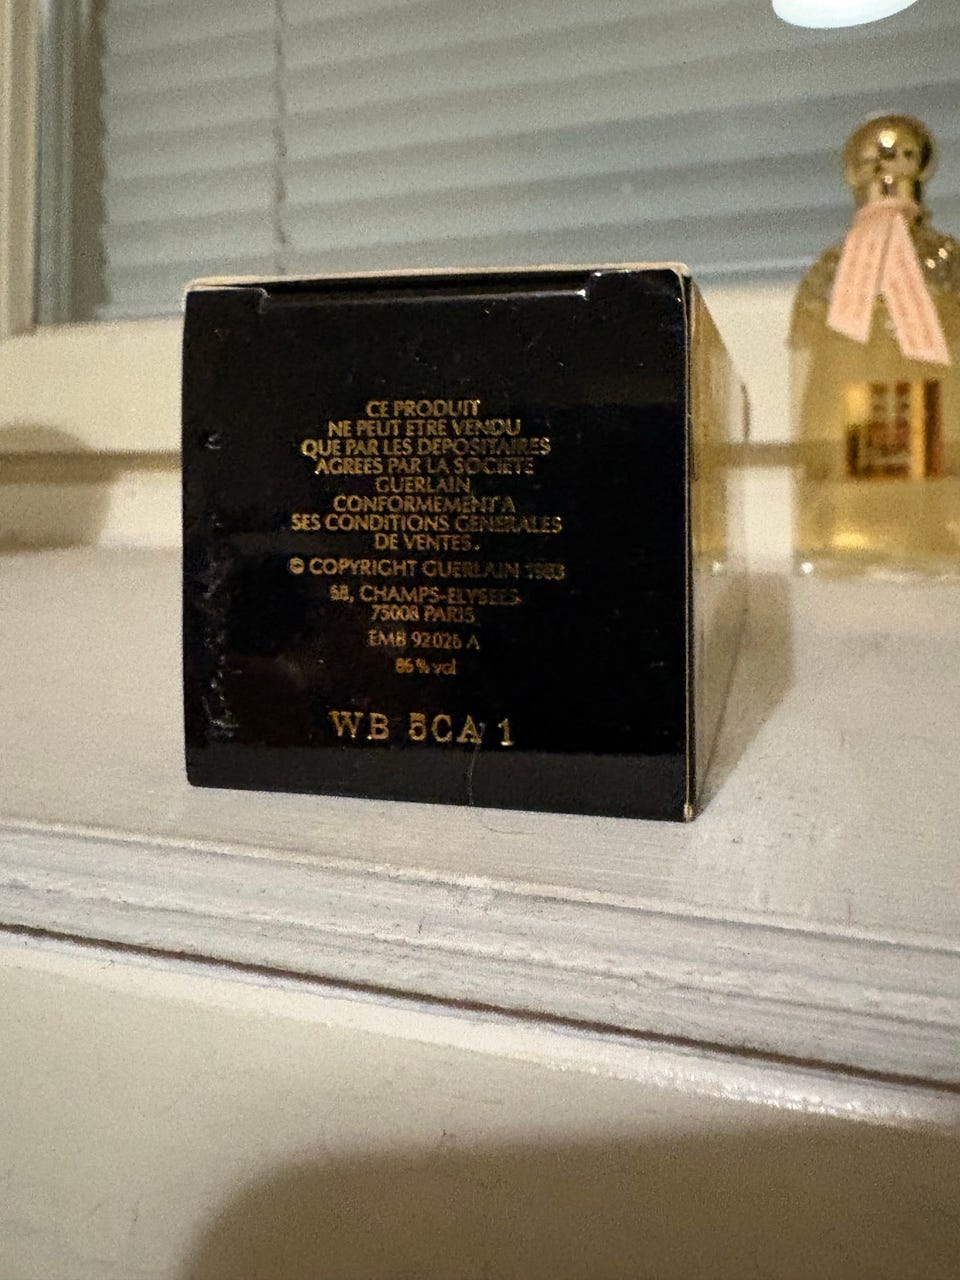 CE PRODUIT
NE PEUT ETRE VENDU
QUE PAR LES DEPOSITAIRES
AGREES PAR LA SOCIETE
GUERLAIN
CONFORMEMENT A
SES CONDITIONS GENERALES
DE VENTES.
© COPYRIGHT GUERLAIN 1983
68, CHAMPS-ELYSEES
75008 PARIS
EMB 92026 A
86 % vol
WB 5CA 1